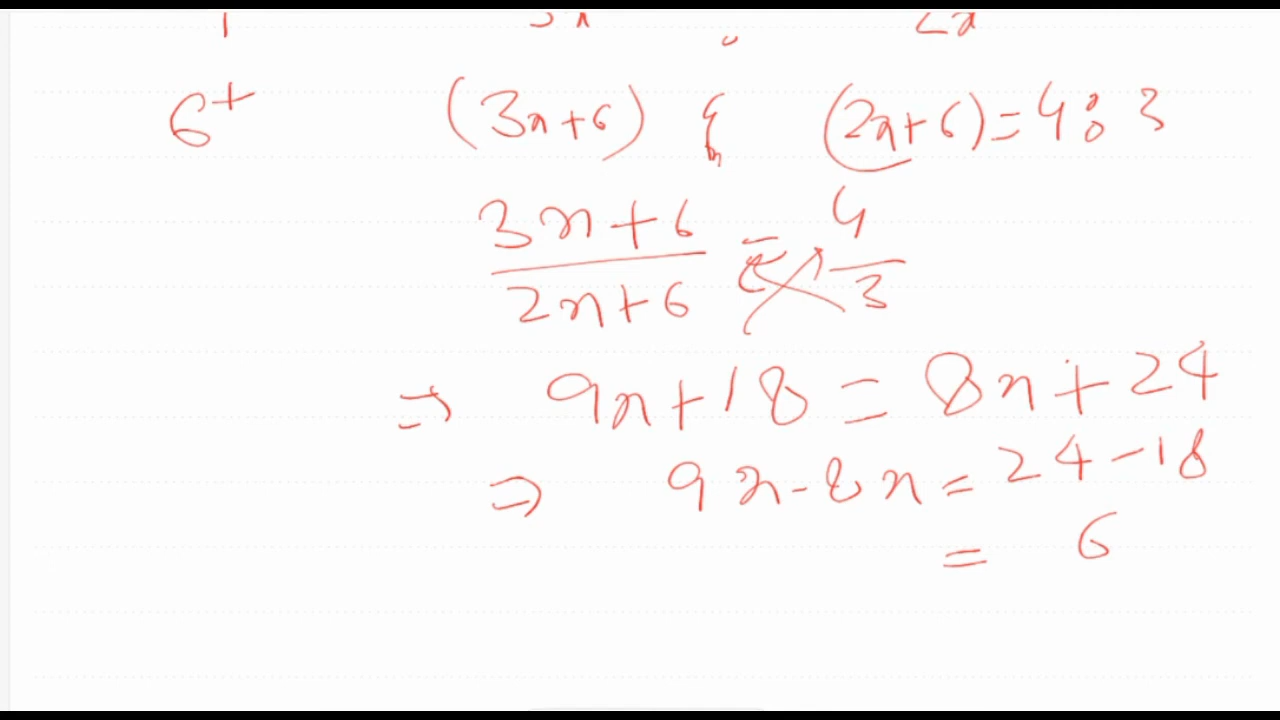 6+ (3x+6) : (2x+6) = 4 : 3
3x+6 / 2x+6 = 4 / 3
⇒ 9x+18 = 8x+24
⇒ 9x-8x = 24-18
= 6